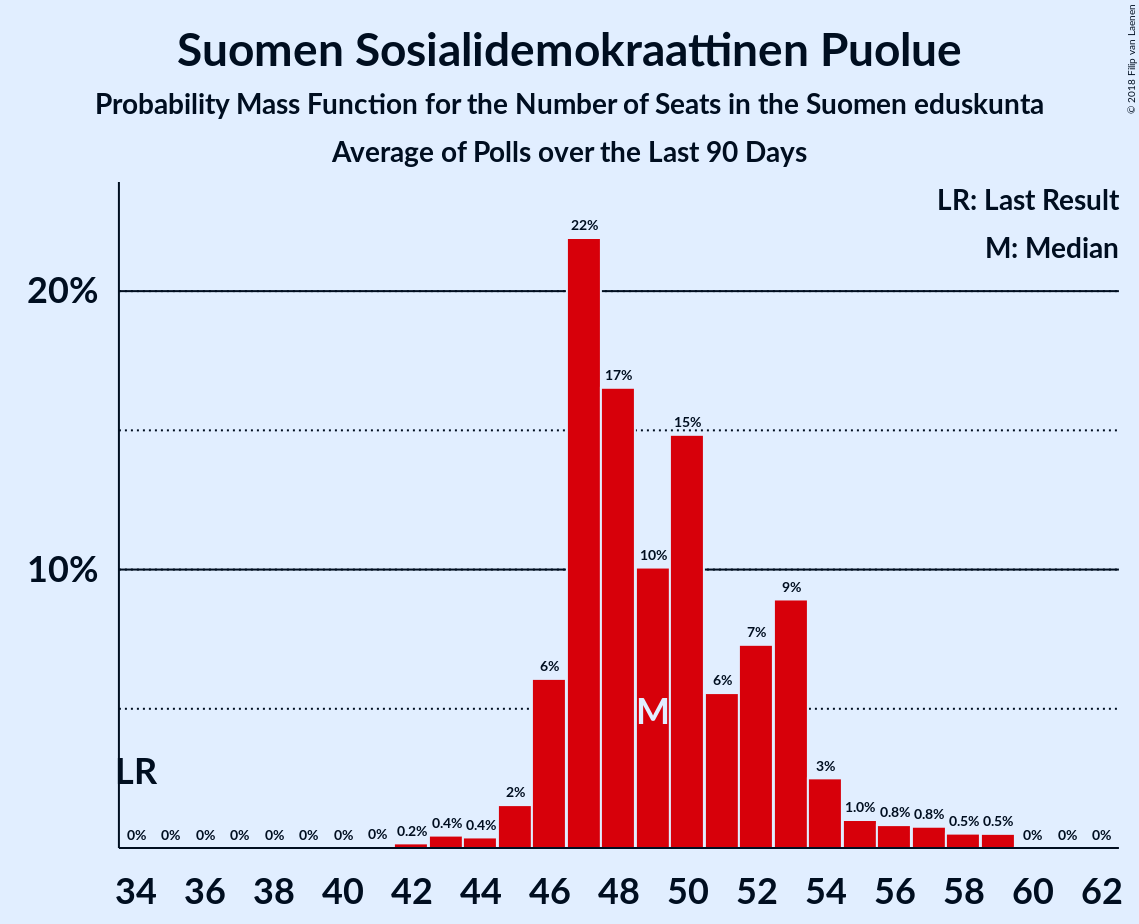 Suomen Sosialidemokraattinen Puolue
Probability Mass Function for the Number of Seats in the Suomen eduskunta
Average of Polls over the Last 90 Days
© 2018 Filip van Laenen
LR: Last Result
M: Median
20%
10%
LR
M
0% 0% 0% 0% 0% 0% 0% 0% 0.2% 0.4% 0.4% 2% 6% 22% 17% 10% 15% 6% 7% 9% 3% 1.0% 0.8% 0.8% 0.5% 0.5% 0% 0% 0%
34 36 38 40 42 44 46 48 50 52 54 56 58 60 62